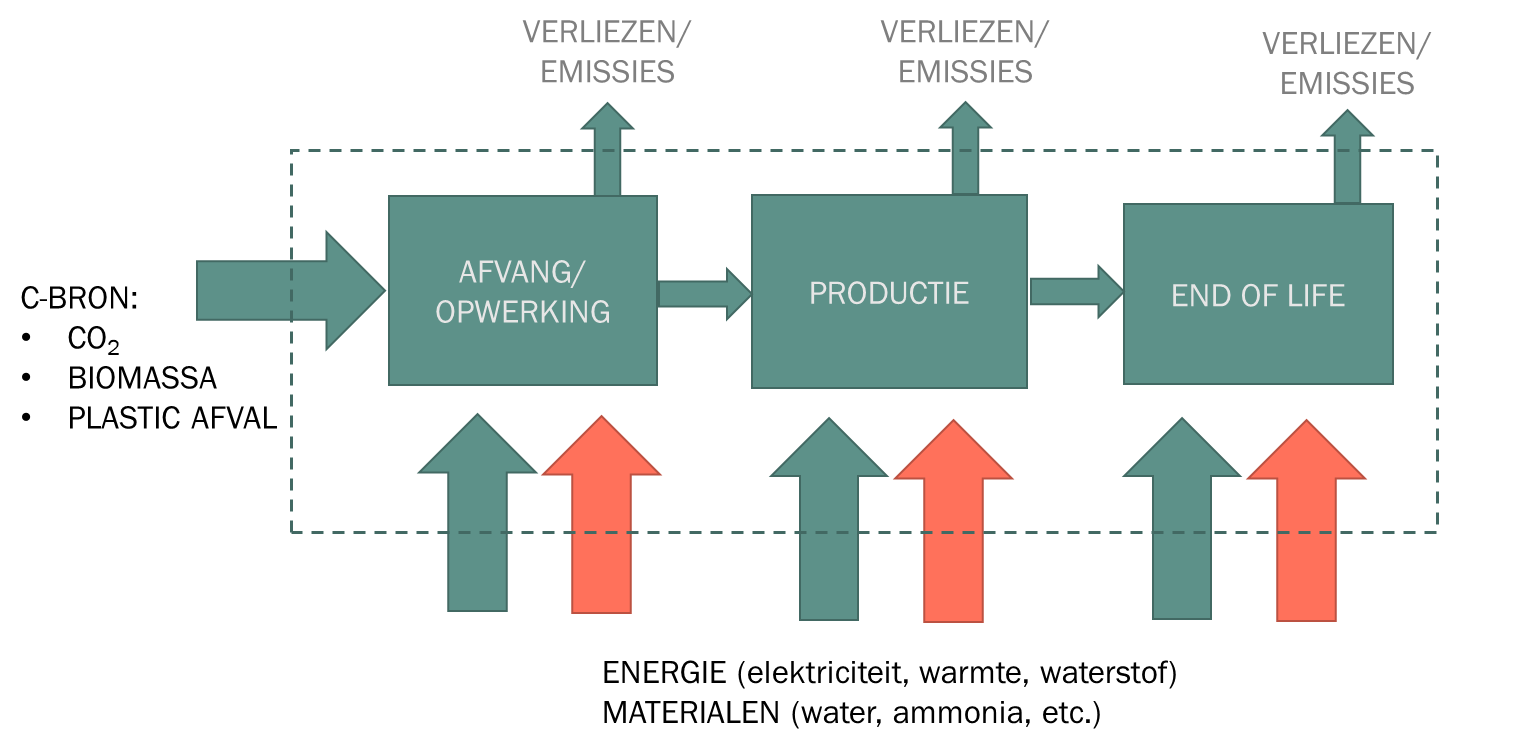 VERLIEZEN/
EMISSIES
VERLIEZEN/
EMISSIES
VERLIEZEN/
EMISSIES
AFVANG/
OPWERKING
PRODUCTIE
END OF LIFE
C-BRON:
• CO₂
• BIOMASSA
• PLASTIC AFVAL
ENERGIE (elektriciteit, warmte, waterstof)
MATERIALEN (water, ammonia, etc.)